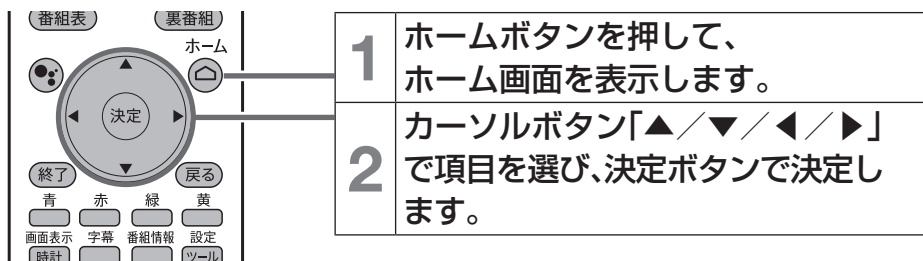 番組表 裏番組
ホーム
決定
終了 戻る
青 赤 緑 黄
画面表示 字幕 番組情報 設定
時計 ツール
1 ホームボタンを押して、
ホーム画面を表示します。
2 カーソルボタン「▲／▼／◀／▶」
で項目を選び、決定ボタンで決定し
ます。